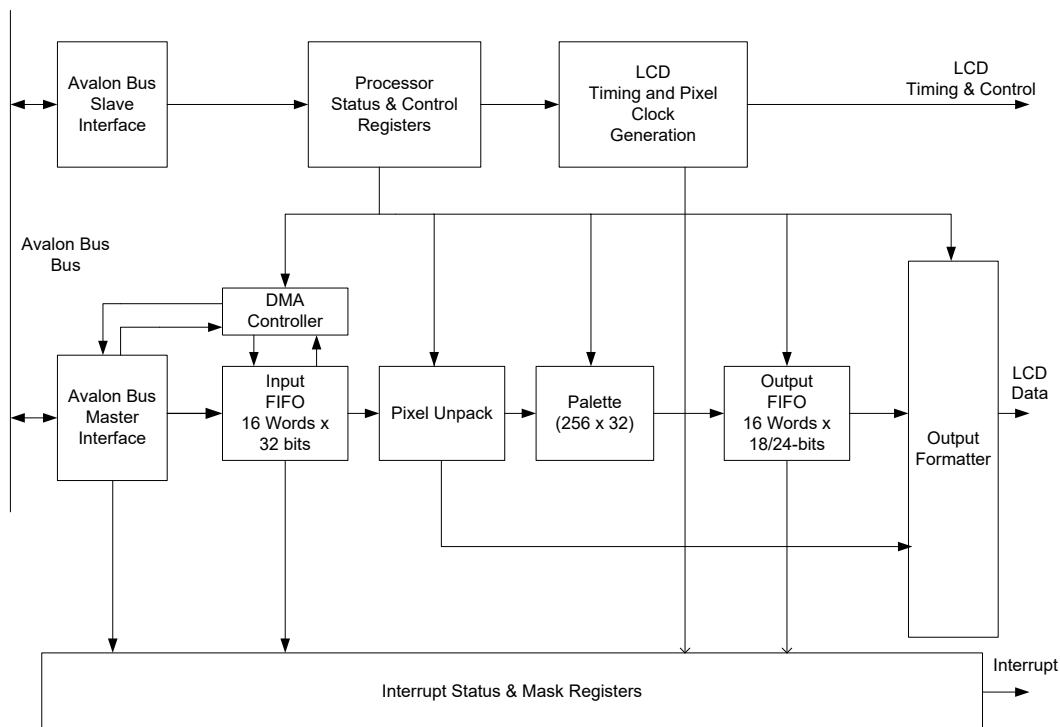 Avalon Bus
Slave
Interface
Processor
Status & Control
Registers
LCD
Timing and Pixel
Clock
Generation
LCD
Timing & Control
Avalon Bus
Bus
DMA
Controller
Avalon Bus
Master
Interface
Input
FIFO
16 Words x
32 bits
Pixel Unpack
Palette
(256 x 32)
Output
FIFO
16 Words x
18/24-bits
Output
Formatter
LCD
Data
Interrupt Status & Mask Registers
Interrupt